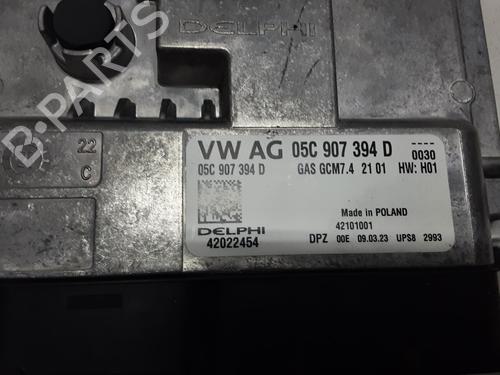 DELPHI
B-PARTS
22
C
VW AG 05C 907 394 D ----
0030
05C 907 394 D GAS GCM7.4 21 01 HW: H01
Made in POLAND
42101001
DELPHI
42022454 DPZ 00E 09.03.23 UPS8 2993